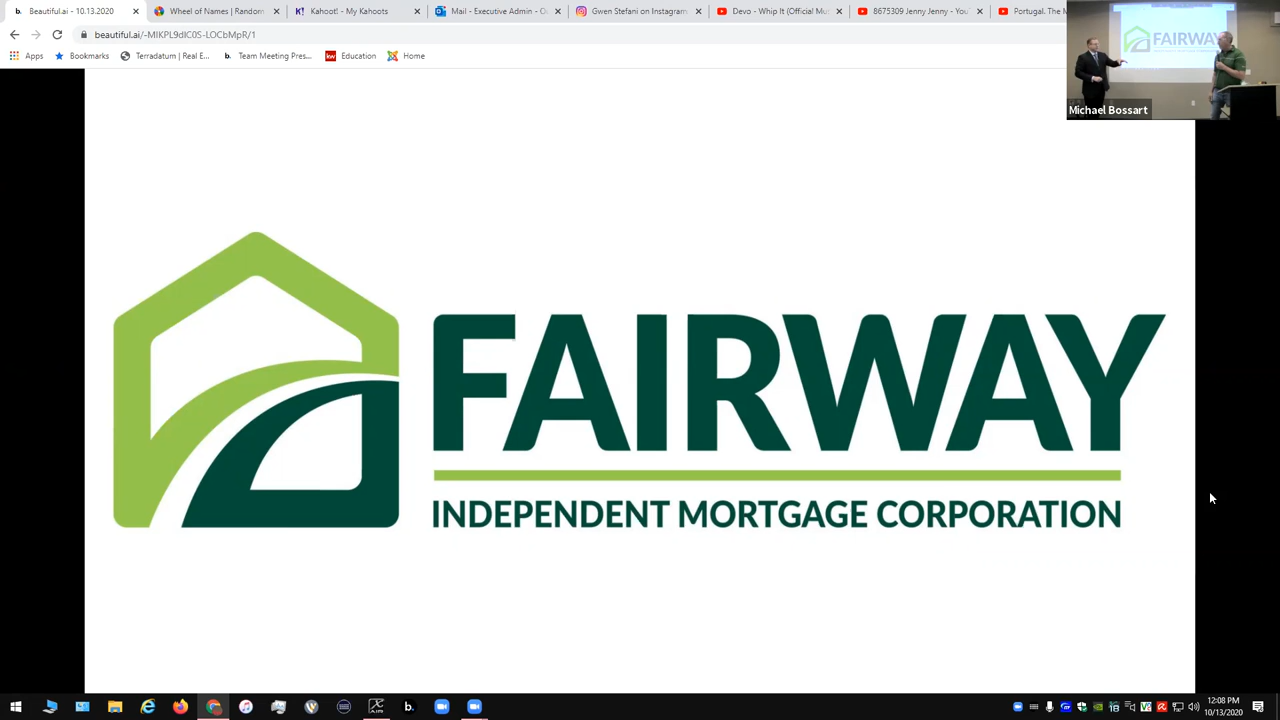 Beautiful.ai - 10.13.2020
Wheel of Names | Random
Kahoot! - My Kahoots
Mail - Executive Admin - O
Gwen Stefani on Instagram
Devo - Whip It (Official Mu
8675309 Jenny Jenny - You
Portugal. The M
beautiful.ai/-MIKPL9dIC0S-LOCbMpR/1
Apps
Bookmarks
Terradatum | Real E...
Team Meeting Pres...
kw Education
Home
FAIRWAY
Michael Bossart
FAIRWAY
INDEPENDENT MORTGAGE CORPORATION
12:08 PM
10/13/2020